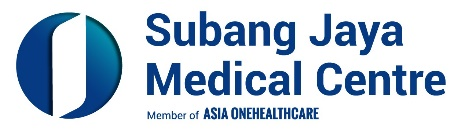 Subang Jaya
Medical Centre
Member of ASIA ONEHEALTHCARE